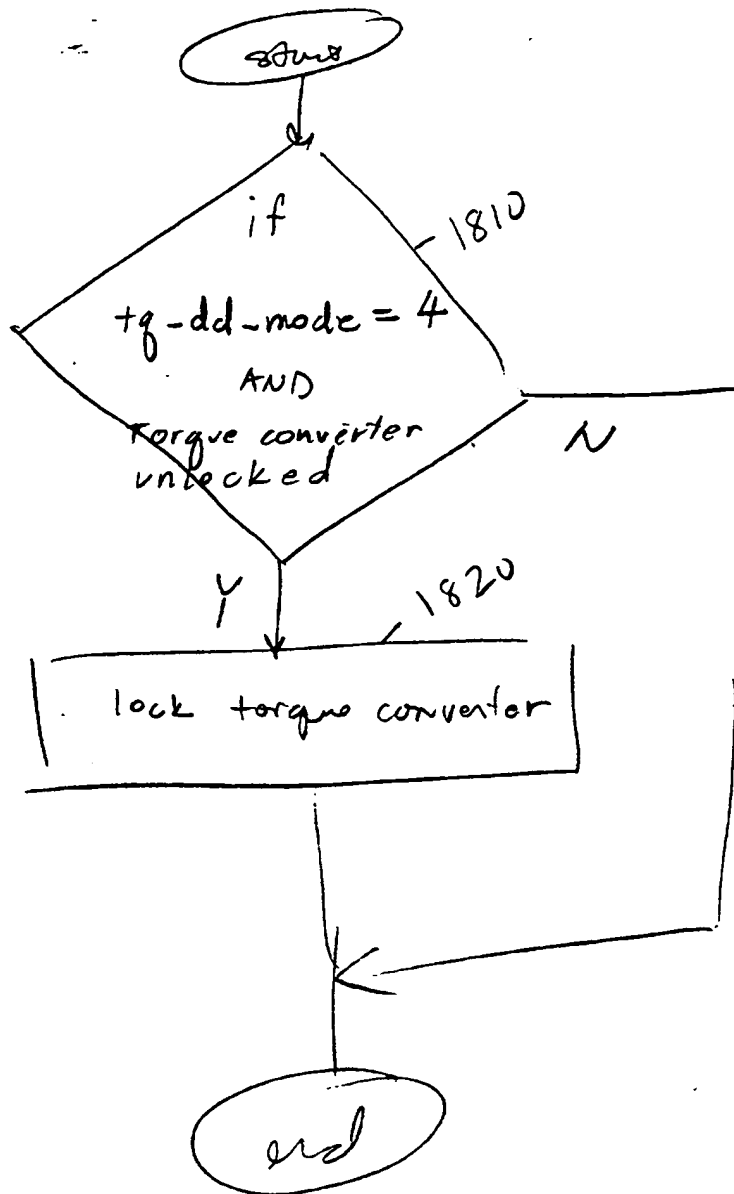 start
if
1810
tq-dd-mode = 4
AND
Torque converter
unlocked
N
Y
1820
lock torque converter
end